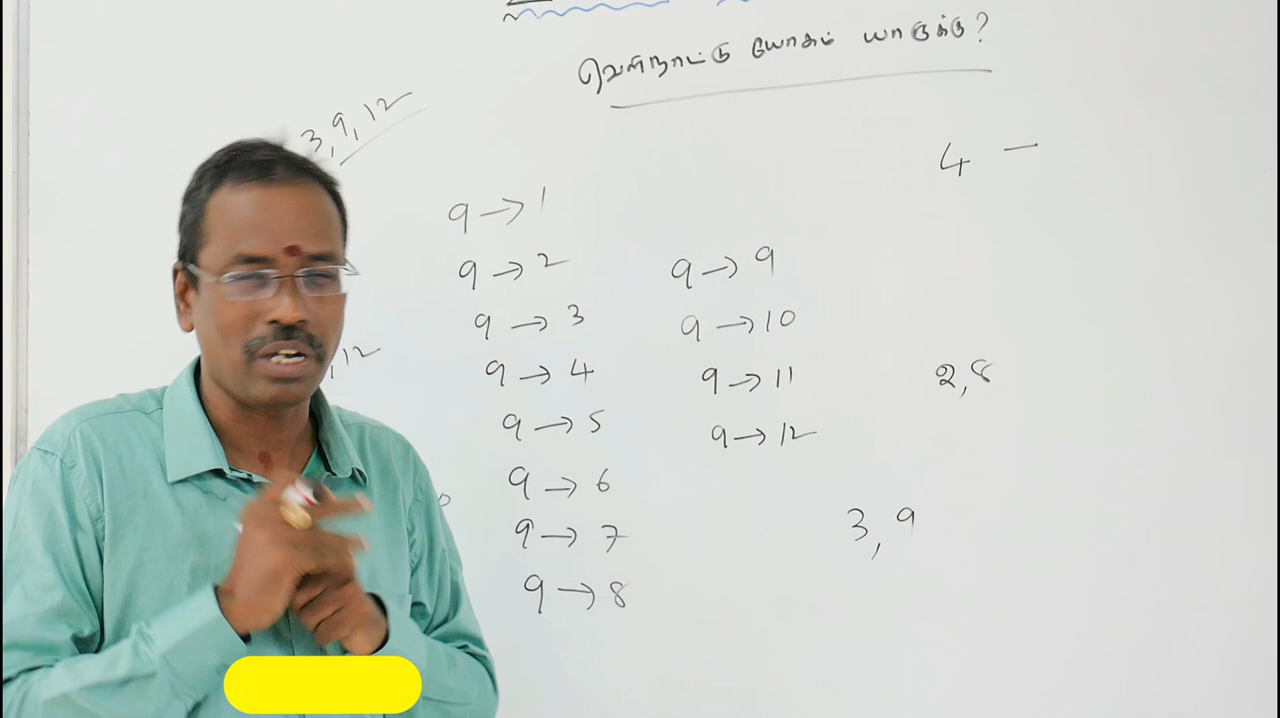 வெளிநாட்டு யோகம் யாருக்கு?
3, 9, 12
4 —
9 → 1
9 → 2
9 → 3
9 → 4
9 → 5
9 → 6
9 → 7
9 → 8
9 → 9
9 → 10
9 → 11
9 → 12
, 12
2, 8
3, 9